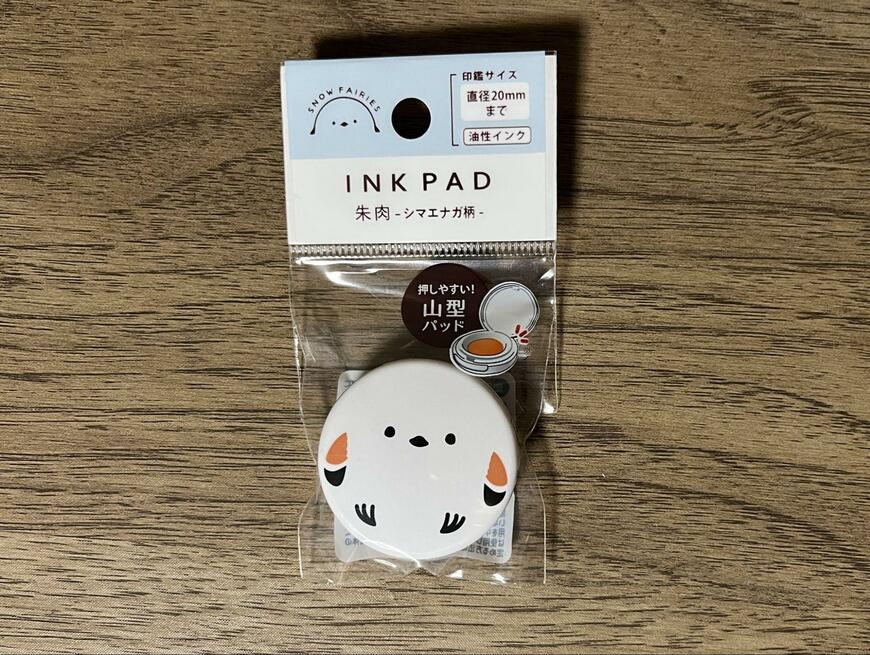 SNOW FAIRIES
印鑑サイズ
直径20mm
まで
油性インク
INK PAD
朱肉-シマエナガ柄-
押しやすい!
山型
パッド